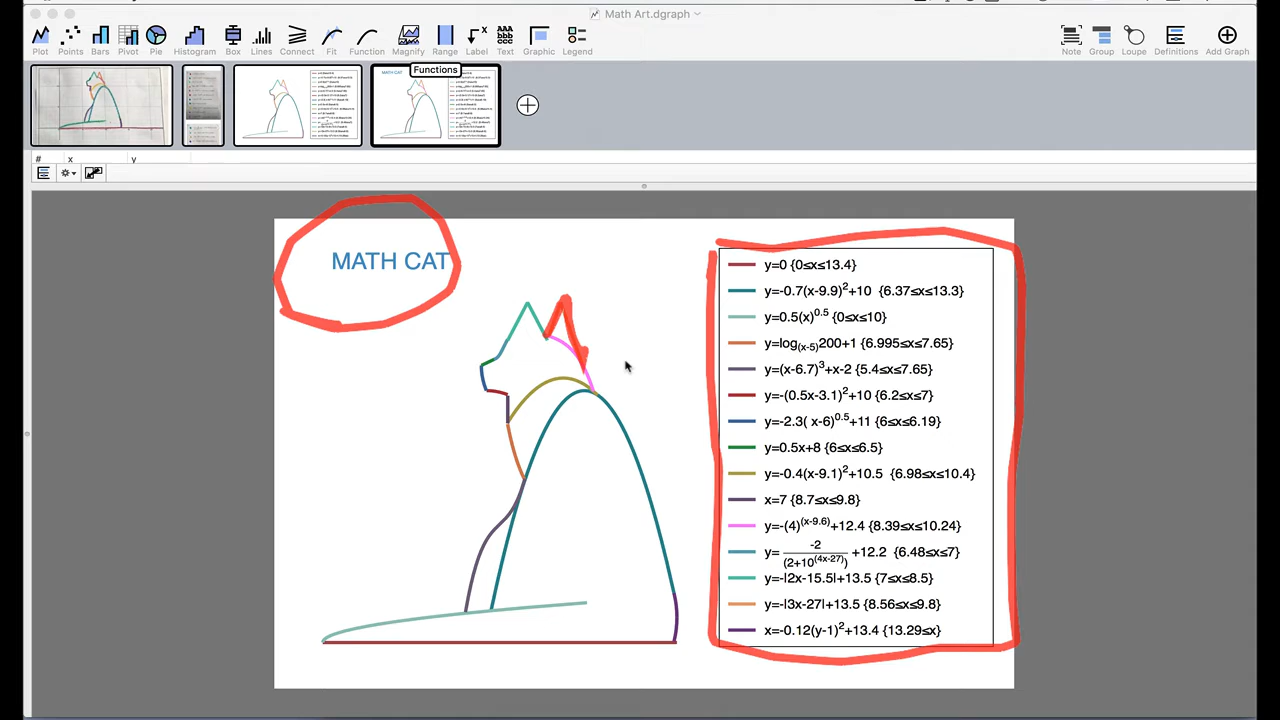 Math Art.dgraph
Plot Points Bars Pivot Pie Histogram Box Lines Connect Fit Function Magnify Range Label Text Graphic Legend Note Group Loupe Definitions Add Graph
Functions
MATH CAT
# x y
MATH CAT
y=0 {0≤x≤13.4}
y=-0.7(x-9.9)²+10 {6.37≤x≤13.3}
y=0.5(x)^0.5 {0≤x≤10}
y=log₍ₓ₋₅₎200+1 {6.995≤x≤7.65}
y=(x-6.7)³+x-2 {5.4≤x≤7.65}
y=-(0.5x-3.1)²+10 {6.2≤x≤7}
y=-2.3( x-6)^0.5+11 {6≤x≤6.19}
y=0.5x+8 {6≤x≤6.5}
y=-0.4(x-9.1)²+10.5 {6.98≤x≤10.4}
x=7 {8.7≤x≤9.8}
y=-(4)^(x-9.6)+12.4 {8.39≤x≤10.24}
y= -2/(2+10^(4x-27)) +12.2 {6.48≤x≤7}
y=-|2x-15.5|+13.5 {7≤x≤8.5}
y=-|3x-27|+13.5 {8.56≤x≤9.8}
x=-0.12(y-1)²+13.4 {13.29≤x}